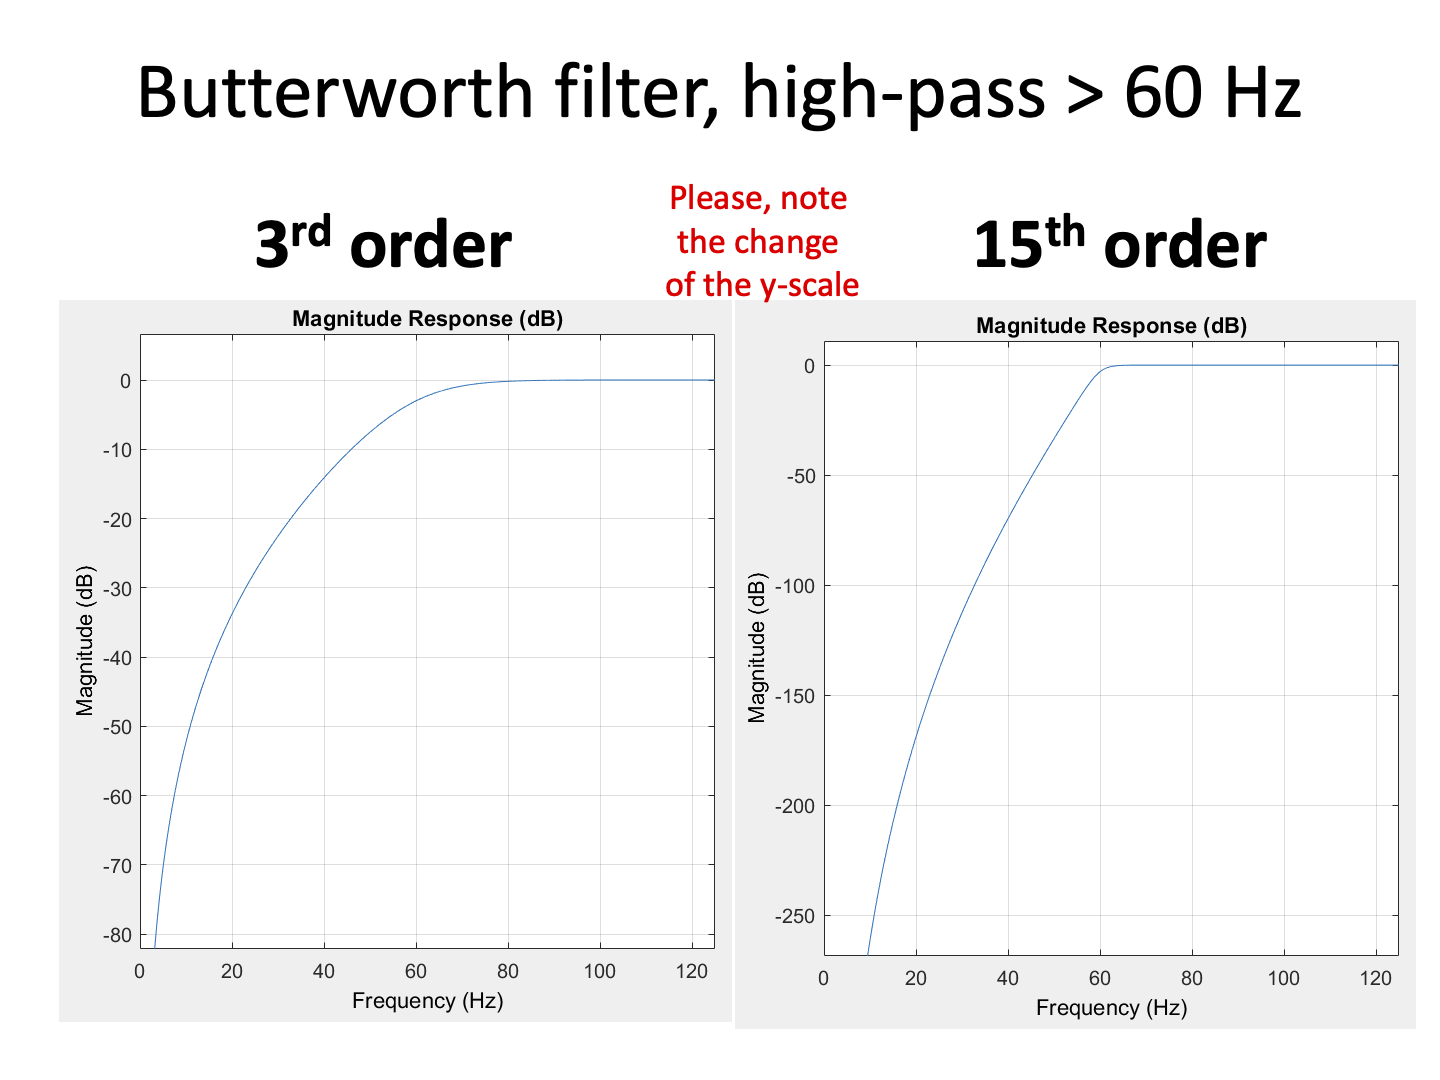 Butterworth filter, high-pass > 60 Hz
3rd order
Please, note
the change
of the y-scale
15th order
Magnitude Response (dB)
0
-10
-20
-30
-40
-50
-60
-70
-80
Magnitude (dB)
0 20 40 60 80 100 120
Frequency (Hz)
Magnitude Response (dB)
0
-50
-100
-150
-200
-250
Magnitude (dB)
0 20 40 60 80 100 120
Frequency (Hz)